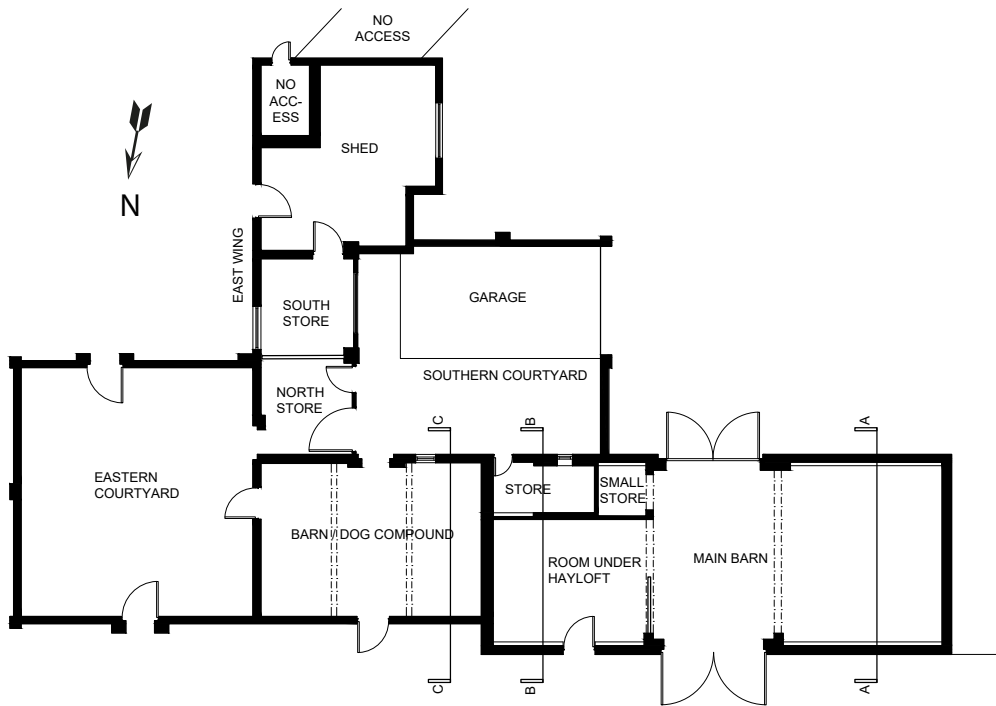 NO
ACCESS
NO
ACC-
ESS
SHED
N
EAST WING
SOUTH
STORE
GARAGE
SOUTHERN COURTYARD
NORTH
STORE
C
B
A
EASTERN
COURTYARD
STORE
SMALL
STORE
BARN / DOG COMPOUND
ROOM UNDER
HAYLOFT
MAIN BARN
C
B
A